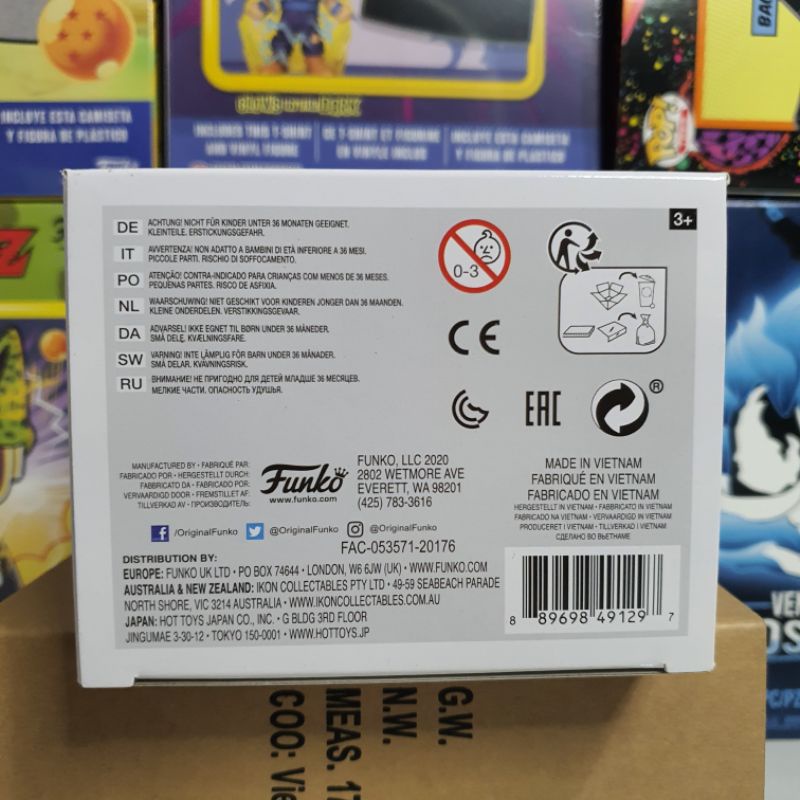 INCLUYE ESTA CAMISETA
Y FIGURA DE PLÁSTICO
INCLUDES THIS T-SHIRT
AND VINYL FIGURE
CE T-SHIRT ET FIGURINE
EN VINYLE INCLUS
INCLUYE ESTA CAMISETA
Y FIGURA DE PLÁSTICO
POP!
Z
DE ACHTUNG! NICHT FÜR KINDER UNTER 36 MONATEN GEEIGNET.
KLEINTEILE. ERSTICKUNGSGEFAHR.
IT AVVERTENZA! NON ADATTO A BAMBINI DI ETÀ INFERIORE A 36 MESI.
PICCOLE PARTI. RISCHIO DI SOFFOCAMENTO.
PO ATENÇÃO! CONTRA-INDICADO PARA CRIANÇAS COM MENOS DE 36 MESES.
PEQUENAS PARTES. RISCO DE ASFIXIA.
NL WAARSCHUWING! NIET GESCHIKT VOOR KINDEREN JONGER DAN 36 MAANDEN.
KLEINE ONDERDELEN. VERSTIKKINGSGEVAAR.
DA ADVARSEL! IKKE EGNET TIL BØRN UNDER 36 MÅNEDER.
SMÅ DELE. KVÆLNINGSFARE.
SW VARNING! INTE LÄMPLIG FÖR BARN UNDER 36 MÅNADER.
SMÅ DELAR. KVÄVNINGSRISK.
RU ВНИМАНИЕ! НЕ ПРИГОДНО ДЛЯ ДЕТЕЙ МЛАДШЕ 36 МЕСЯЦЕВ.
МЕЛКИЕ ЧАСТИ. ОПАСНОСТЬ УДУШЬЯ.
0-3
3+
CE
EAC
®
MANUFACTURED BY • FABRIQUÉ PAR:
FABRICADO POR • HERGESTELLT DURCH:
FABBRICATO DA • FABRICADO POR:
VERVAARDIGD DOOR • FREMSTILLET AF:
TILLVERKAD AV • ПРОИЗВОДИТЕЛЬ:
Funko
www.funko.com
FUNKO, LLC 2020
2802 WETMORE AVE
EVERETT, WA 98201
(425) 783-3616
MADE IN VIETNAM
FABRIQUÉ EN VIETNAM
FABRICADO EN VIETNAM
HERGESTELLT IN VIETNAM • FABBRICATO IN VIETNAM
FABRICADO NA VIETNAM • VERVAARDIGD IN VIETNAM
PRODUCERET I VIETNAM • TILLVERKAD I VIETNAM
СДЕЛАНО ВО ВЬЕТНАМЕ
/OriginalFunko @OriginalFunko @OriginalFunko
FAC-053571-20176
DISTRIBUTION BY:
EUROPE: FUNKO UK LTD • PO BOX 74644 • LONDON, W6 6JW (UK) • WWW.FUNKO.COM
AUSTRALIA & NEW ZEALAND: IKON COLLECTABLES PTY LTD • 49-59 SEABEACH PARADE
NORTH SHORE, VIC 3214 AUSTRALIA • WWW.IKONCOLLECTABLES.COM.AU
JAPAN: HOT TOYS JAPAN CO., INC. • G BLDG 3RD FLOOR
JINGUMAE 3-30-12 • TOKYO 150-0001 • WWW.HOTTOYS.JP
8 89698 49129 7
G.W.
N.W.
MEAS. 17
COO: Vie